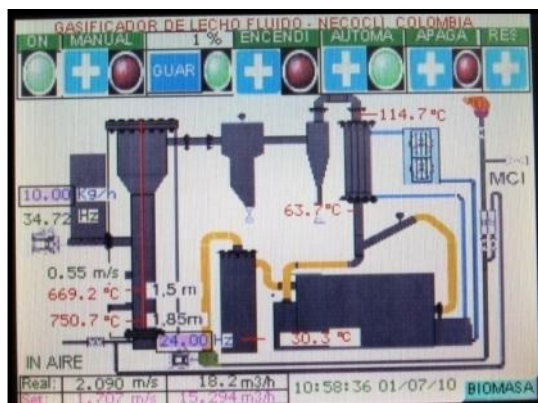 GASIFICADOR DE LECHO FLUIDO - NECOCLÍ, COLOMBIA
ON MANUAL 1 % ENCENDI AUTOMA APAGA RES
GUAR
114.7 °C
MCI
10.00 Kg/h
34.72 Hz
63.7 °C
0.55 m/s
669.2 °C 1,5 m
750.7 °C 1,85m
24.00 Hz 30.3 °C
IN AIRE
Real: 2.090 m/s 18.2 m3/h
10:58:36 01/07/10 BIOMASA
Set: 1.707 m/s 15.294 m3/h